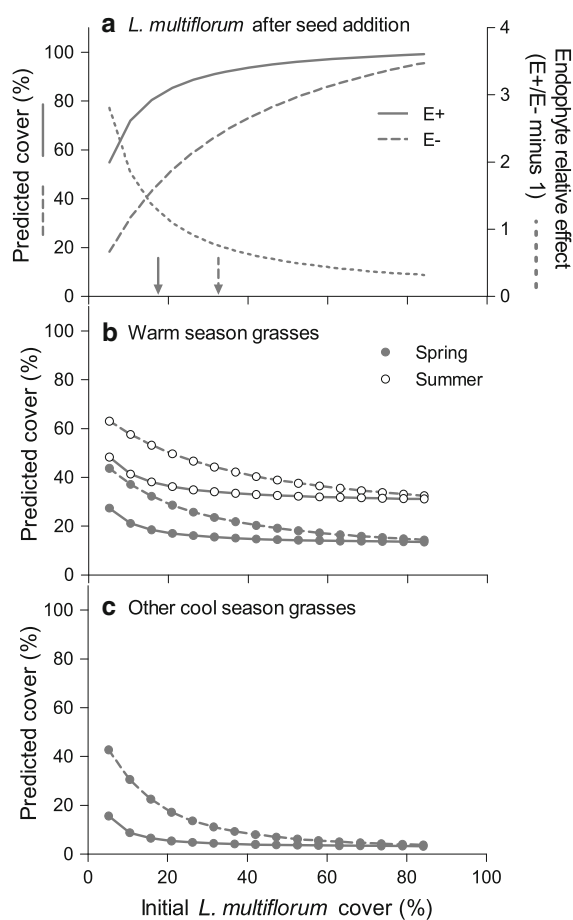 a L. multiflorum after seed addition
100
80
60
40
20
0
Predicted cover (%)
4
3
2
1
0
Endophyte relative effect
(E+/E- minus 1)
E+
E-
b Warm season grasses
100
80
60
40
20
0
Predicted cover (%)
Spring
Summer
c Other cool season grasses
100
80
60
40
20
0
Predicted cover (%)
0 20 40 60 80 100
Initial L. multiflorum cover (%)